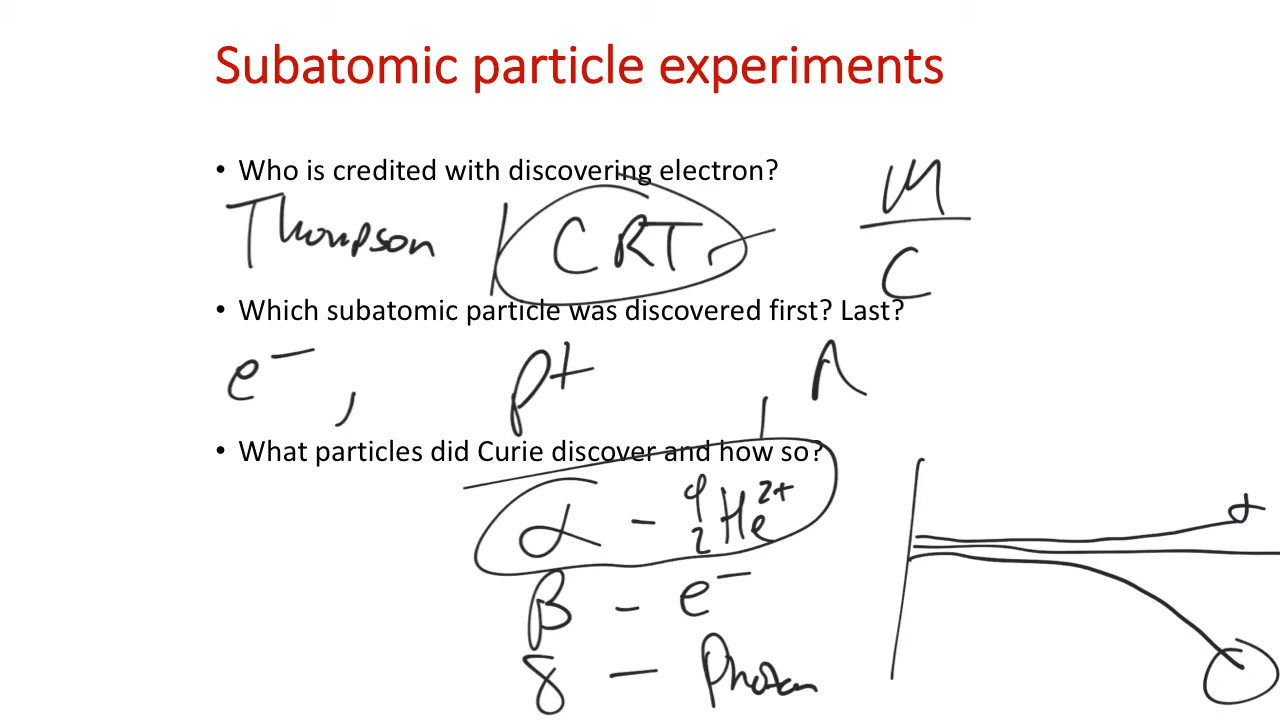 Subatomic particle experiments
• Who is credited with discovering electron?
Thompson | CRT
M
C
• Which subatomic particle was discovered first? Last?
e⁻, p⁺, n
• What particles did Curie discover and how so?
α - ⁴₂He²⁺
α
β - e⁻
γ - Photon